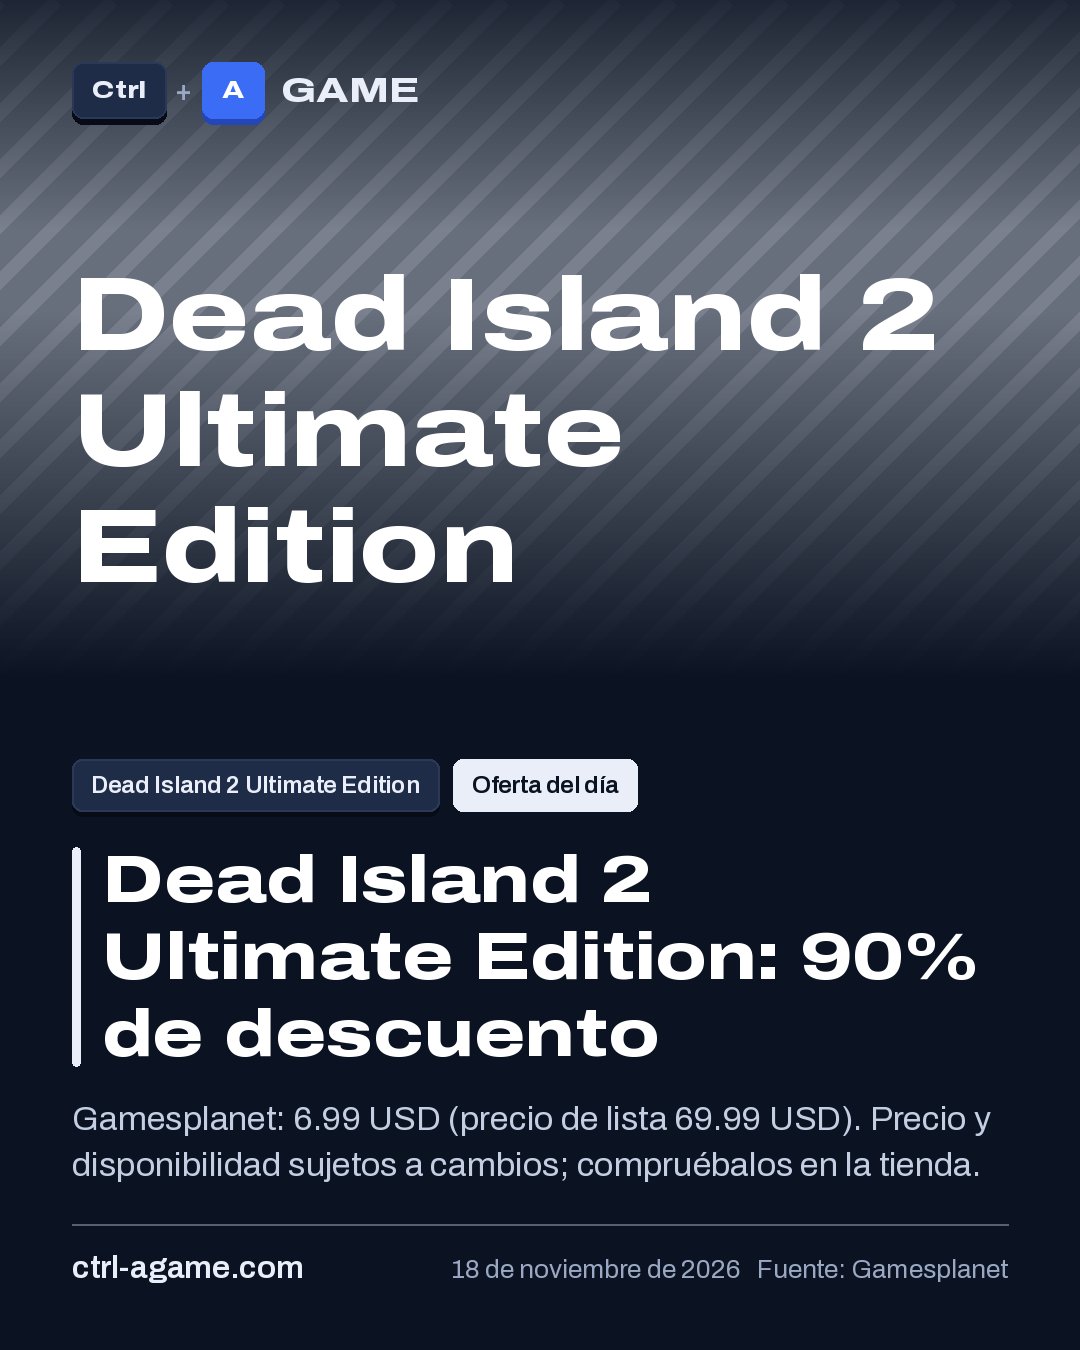 Ctrl + A GAME
Dead Island 2
Ultimate
Edition
Dead Island 2 Ultimate Edition Oferta del día
Dead Island 2
Ultimate Edition: 90%
de descuento
Gamesplanet: 6.99 USD (precio de lista 69.99 USD). Precio y
disponibilidad sujetos a cambios; compruébalos en la tienda.
ctrl-agame.com 18 de noviembre de 2026 Fuente: Gamesplanet